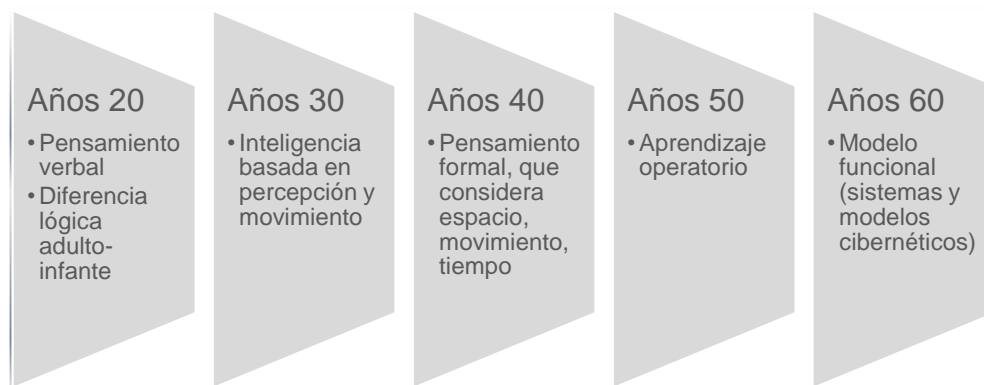 Años 20
• Pensamiento
verbal
• Diferencia
lógica
adulto-
infante
Años 30
• Inteligencia
basada en
percepción y
movimiento
Años 40
• Pensamiento
formal, que
considera
espacio,
movimiento,
tiempo
Años 50
• Aprendizaje
operatorio
Años 60
• Modelo
funcional
(sistemas y
modelos
cibernéticos)